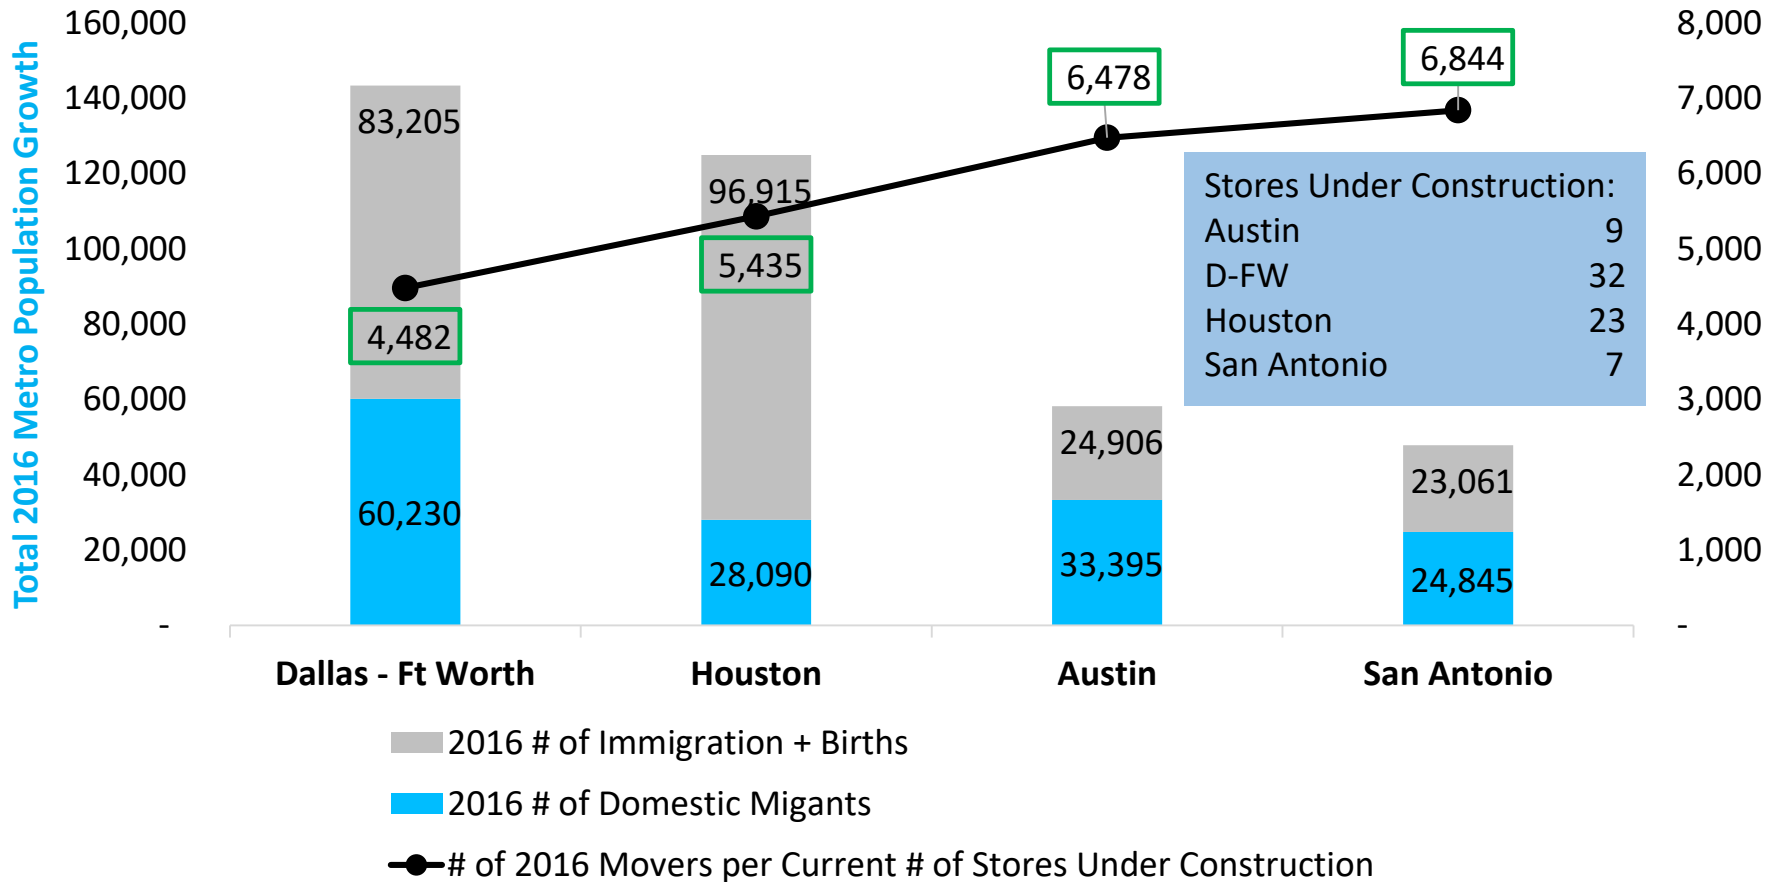 Total 2016 Metro Population Growth
160,000
140,000
120,000
100,000
80,000
60,000
40,000
20,000
-
8,000
7,000
6,000
5,000
4,000
3,000
2,000
1,000
-
83,205
4,482
60,230
96,915
5,435
28,090
6,478
24,906
33,395
6,844
23,061
24,845
Stores Under Construction:
Austin 9
D-FW 32
Houston 23
San Antonio 7
Dallas - Ft Worth
Houston
Austin
San Antonio
2016 # of Immigration + Births
2016 # of Domestic Migants
# of 2016 Movers per Current # of Stores Under Construction